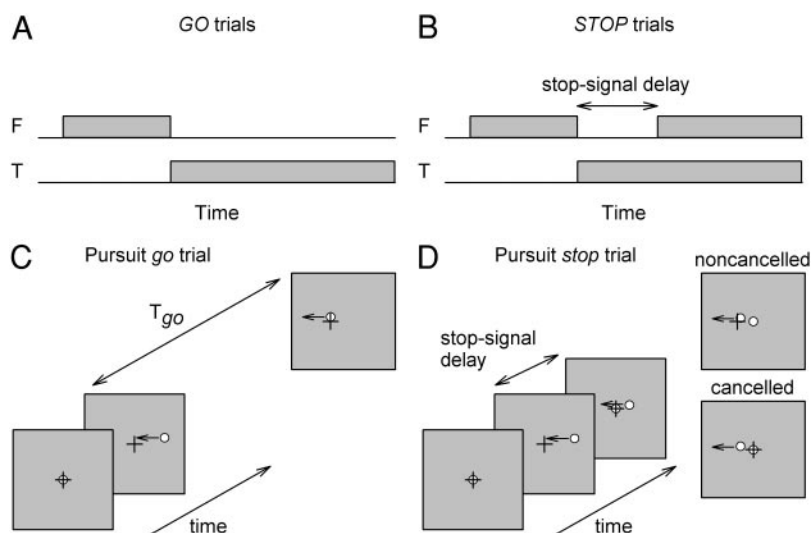 A
GO trials
F
T
Time
B
STOP trials
stop-signal delay
F
T
Time
C
Pursuit go trial
Tgo
time
D
Pursuit stop trial
stop-signal
delay
time
noncancelled
cancelled